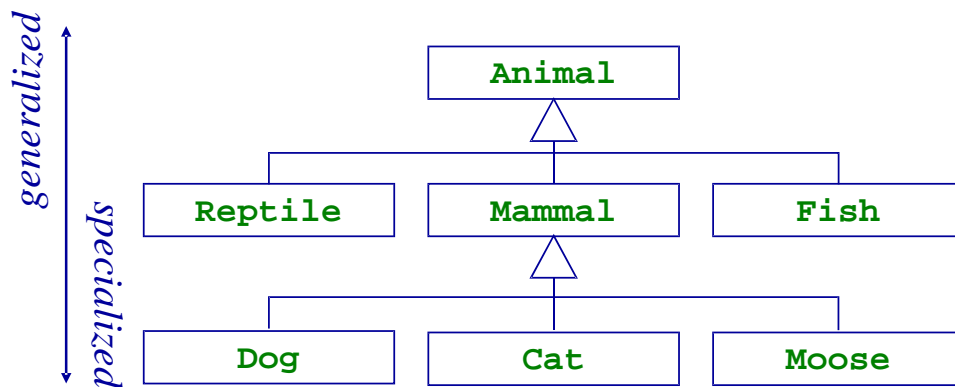 generalized
specialized
Animal
Reptile
Mammal
Fish
Dog
Cat
Moose